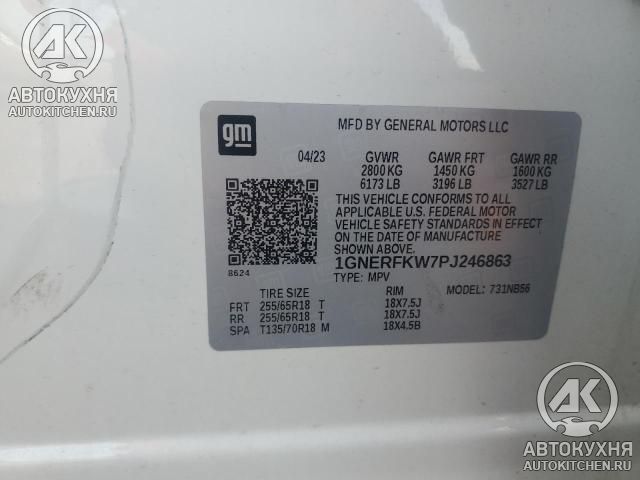 AK
АВТОКУХНЯ
AUTOKITCHEN.RU
gm
MFD BY GENERAL MOTORS LLC
04/23 GVWR GAWR FRT GAWR RR
2800 KG 1450 KG 1600 KG
6173 LB 3196 LB 3527 LB
THIS VEHICLE CONFORMS TO ALL
APPLICABLE U.S. FEDERAL MOTOR
VEHICLE SAFETY STANDARDS IN EFFECT
ON THE DATE OF MANUFACTURE
SHOWN ABOVE.
8624
1GNERFKW7PJ246863
TYPE: MPV
MODEL: 731NB56
TIRE SIZE RIM
FRT 255/65R18 T 18X7.5J
RR 255/65R18 T 18X7.5J
SPA T135/70R18 M 18X4.5B
AK
АВТОКУХНЯ
AUTOKITCHEN.RU